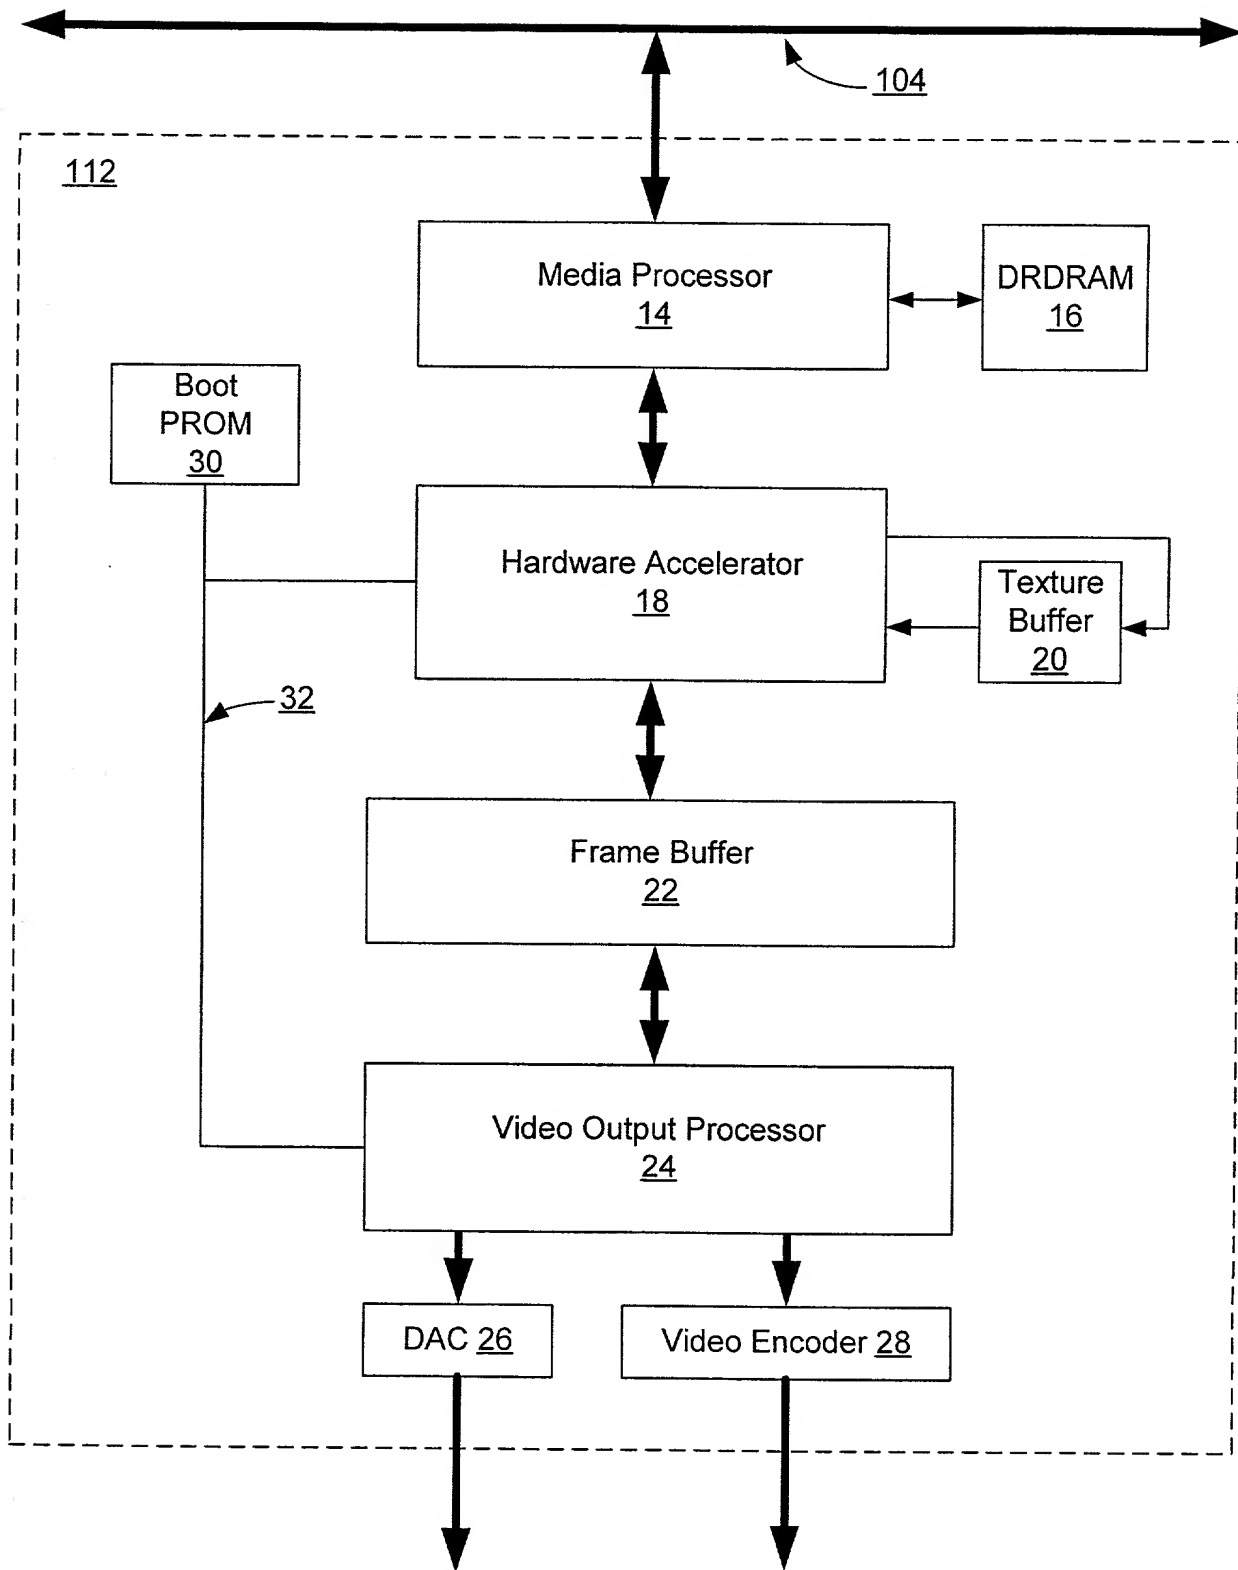 104
112
Media Processor
14
DRDRAM
16
Boot
PROM
30
Hardware Accelerator
18
Texture
Buffer
20
32
Frame Buffer
22
Video Output Processor
24
DAC 26
Video Encoder 28